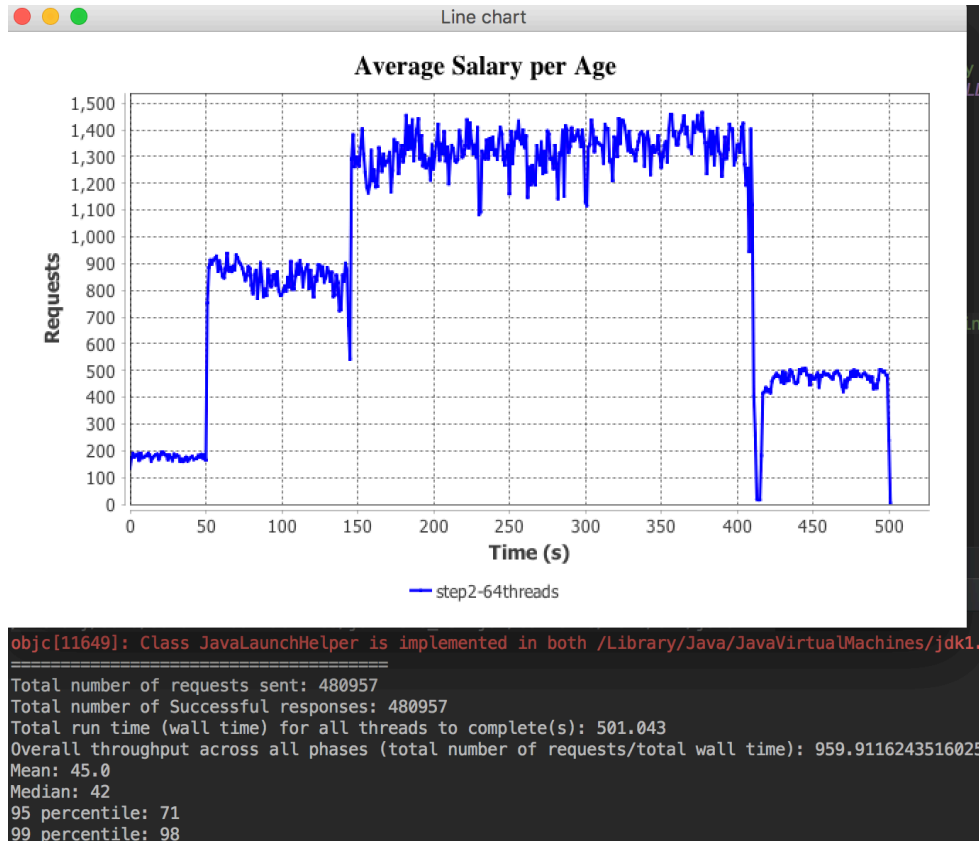 Line chart
Average Salary per Age
1,500
1,400
1,300
1,200
1,100
1,000
900
800
700
600
500
400
300
200
100
0
Requests
0 50 100 150 200 250 300 350 400 450 500
Time (s)
step2-64threads
objc[11649]: Class JavaLaunchHelper is implemented in both /Library/Java/JavaVirtualMachines/jdk1.
======================================
Total number of requests sent: 480957
Total number of Successful responses: 480957
Total run time (wall time) for all threads to complete(s): 501.043
Overall throughput across all phases (total number of requests/total wall time): 959.9116243516025
Mean: 45.0
Median: 42
95 percentile: 71
99 percentile: 98